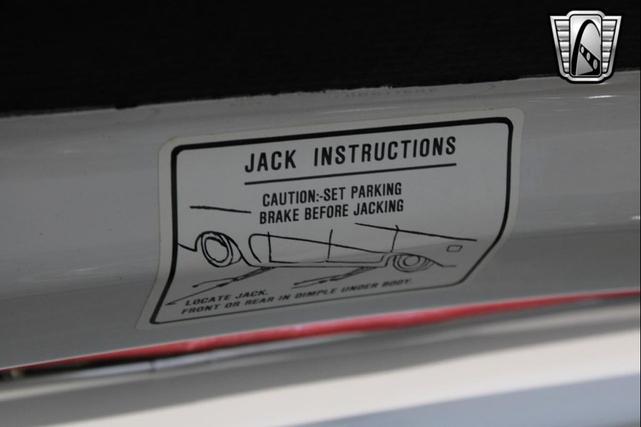 JACK INSTRUCTIONS
CAUTION:-SET PARKING
BRAKE BEFORE JACKING
LOCATE JACK.
FRONT OR REAR IN DIMPLE UNDER BODY.